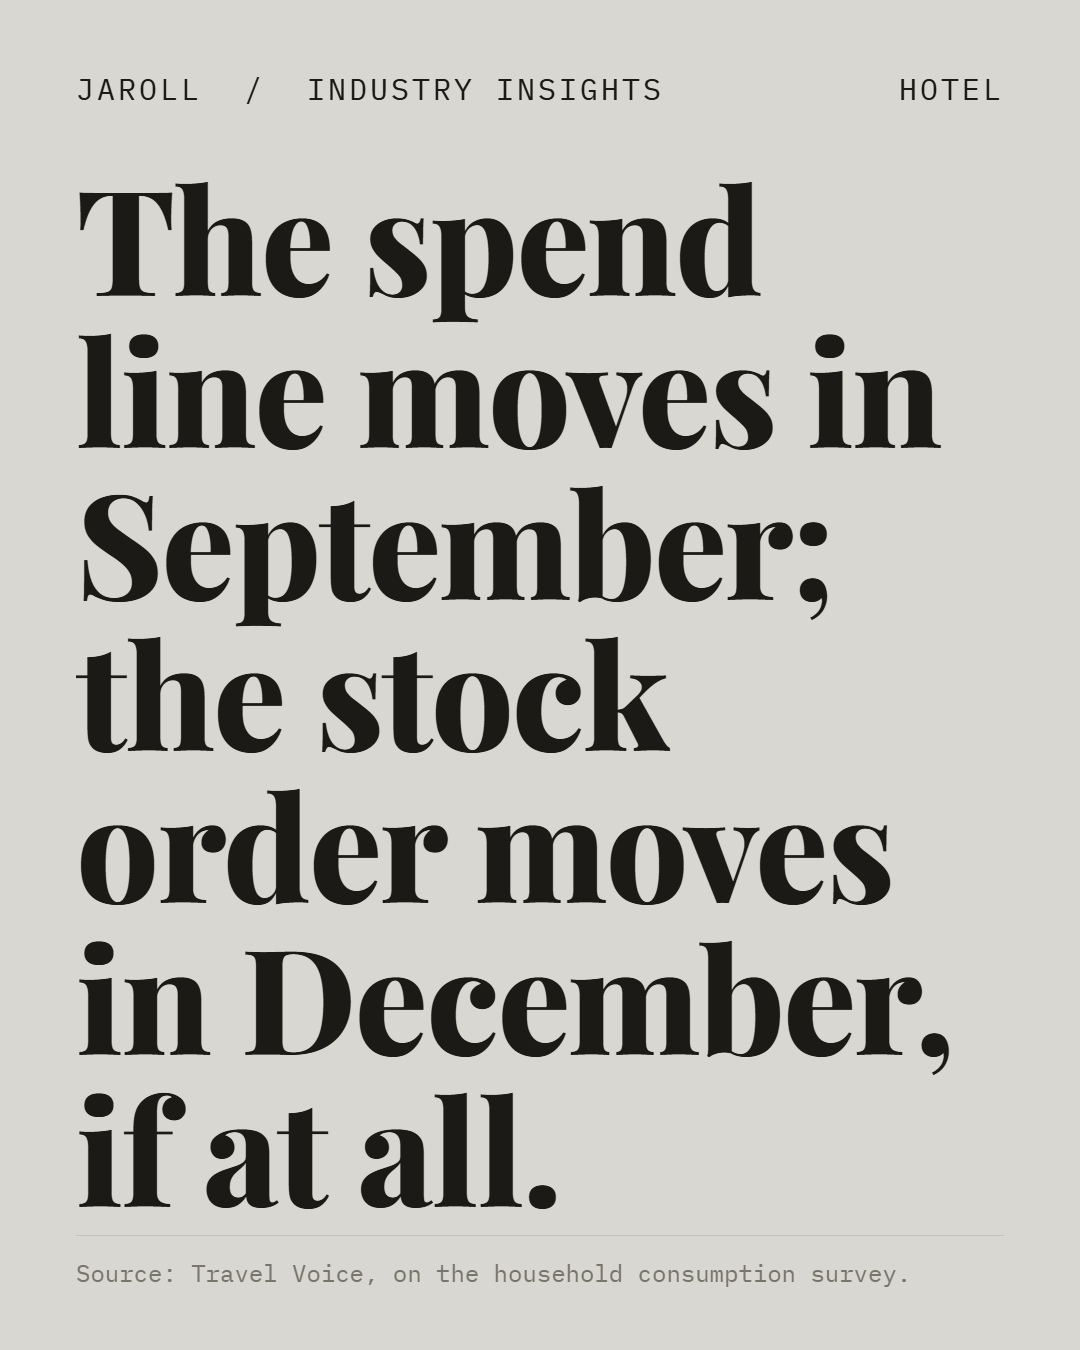 JAROLL / INDUSTRY INSIGHTS HOTEL
The spend
line moves in
September;
the stock
order moves
in December,
if at all.
Source: Travel Voice, on the household consumption survey.